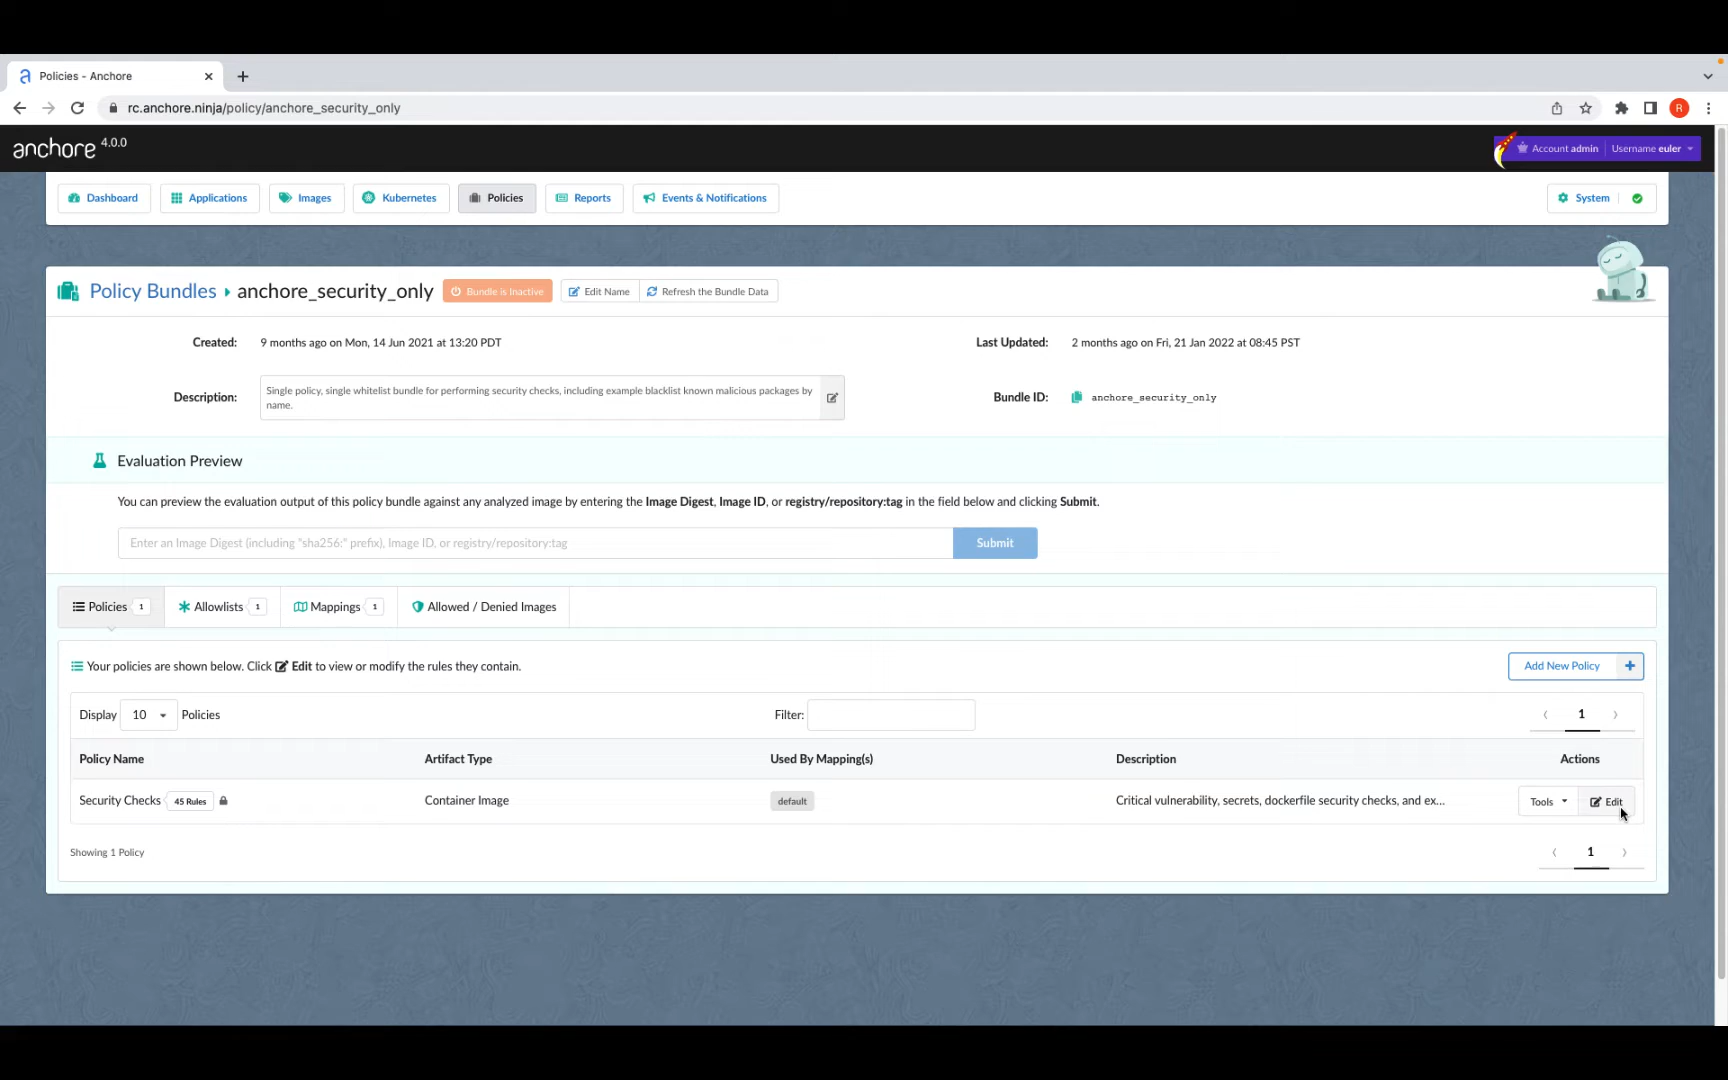 Policies - Anchore
rc.anchore.ninja/policy/anchore_security_only
R
anchore 4.0.0
Account admin Username euler
Dashboard Applications Images Kubernetes Policies Reports Events & Notifications System
Policy Bundles anchore_security_only Bundle is Inactive Edit Name Refresh the Bundle Data
Created: 9 months ago on Mon, 14 Jun 2021 at 13:20 PDT Last Updated: 2 months ago on Fri, 21 Jan 2022 at 08:45 PST
Description: Single policy, single whitelist bundle for performing security checks, including example blacklist known malicious packages by
name.
Bundle ID: anchore_security_only
Evaluation Preview
You can preview the evaluation output of this policy bundle against any analyzed image by entering the Image Digest, Image ID, or registry/repository:tag in the field below and clicking Submit.
Enter an Image Digest (including "sha256:" prefix), Image ID, or registry/repository:tag Submit
Policies 1 Allowlists 1 Mappings 1 Allowed / Denied Images
Your policies are shown below. Click Edit to view or modify the rules they contain. Add New Policy +
Display 10 Policies Filter: 1
Policy Name Artifact Type Used By Mapping(s) Description Actions
Security Checks 45 Rules Container Image default Critical vulnerability, secrets, dockerfile security checks, and ex... Tools Edit
Showing 1 Policy 1